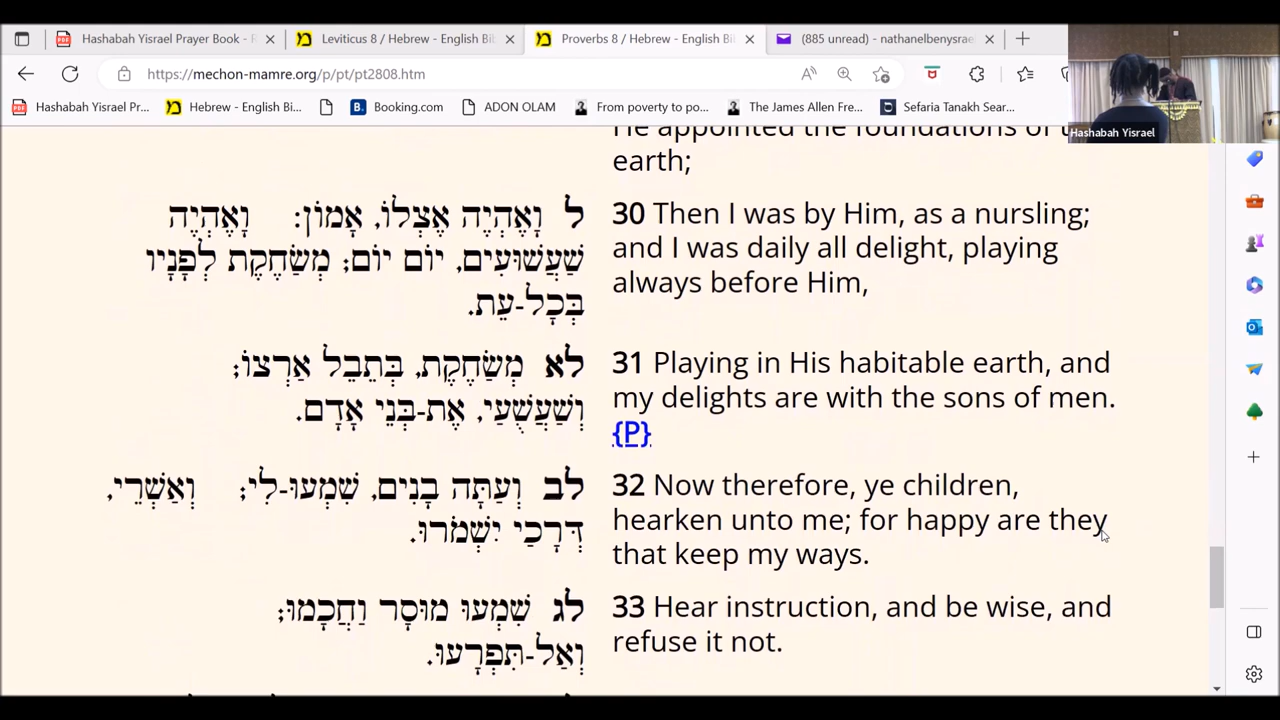 Hashabah Yisrael Prayer Book - R
Leviticus 8 / Hebrew - English Bi
Proverbs 8 / Hebrew - English Bi
(885 unread) - nathanelbenysrae
https://mechon-mamre.org/p/pt/pt2808.htm
Hashabah Yisrael Pr...
Hebrew - English Bi...
Booking.com
ADON OLAM
From poverty to po...
The James Allen Fre...
Sefaria Tanakh Sear...
Hashabah Yisrael
He appointed the foundations of
earth;
ל וָאֶהְיֶה אֶצְלוֹ, אָמוֹן: וָאֶהְיֶה
שַׁעֲשׁוּעִים, יוֹם יוֹם; מְשַׂחֶקֶת לְפָנָיו
בְּכָל-עֵת.
30 Then I was by Him, as a nursling;
and I was daily all delight, playing
always before Him,
לא מְשַׂחֶקֶת, בְּתֵבֵל אַרְצוֹ;
וְשַׁעֲשֻׁעַי, אֶת-בְּנֵי אָדָם.
31 Playing in His habitable earth, and
my delights are with the sons of men.
{P}
לב וְעַתָּה בָנִים, שִׁמְעוּ-לִי; וְאַשְׁרֵי,
דְּרָכַי יִשְׁמֹרוּ.
32 Now therefore, ye children,
hearken unto me; for happy are they
that keep my ways.
לג שִׁמְעוּ מוּסָר וַחֲכָמוּ;
וְאַל-תִּפְרָעוּ.
33 Hear instruction, and be wise, and
refuse it not.